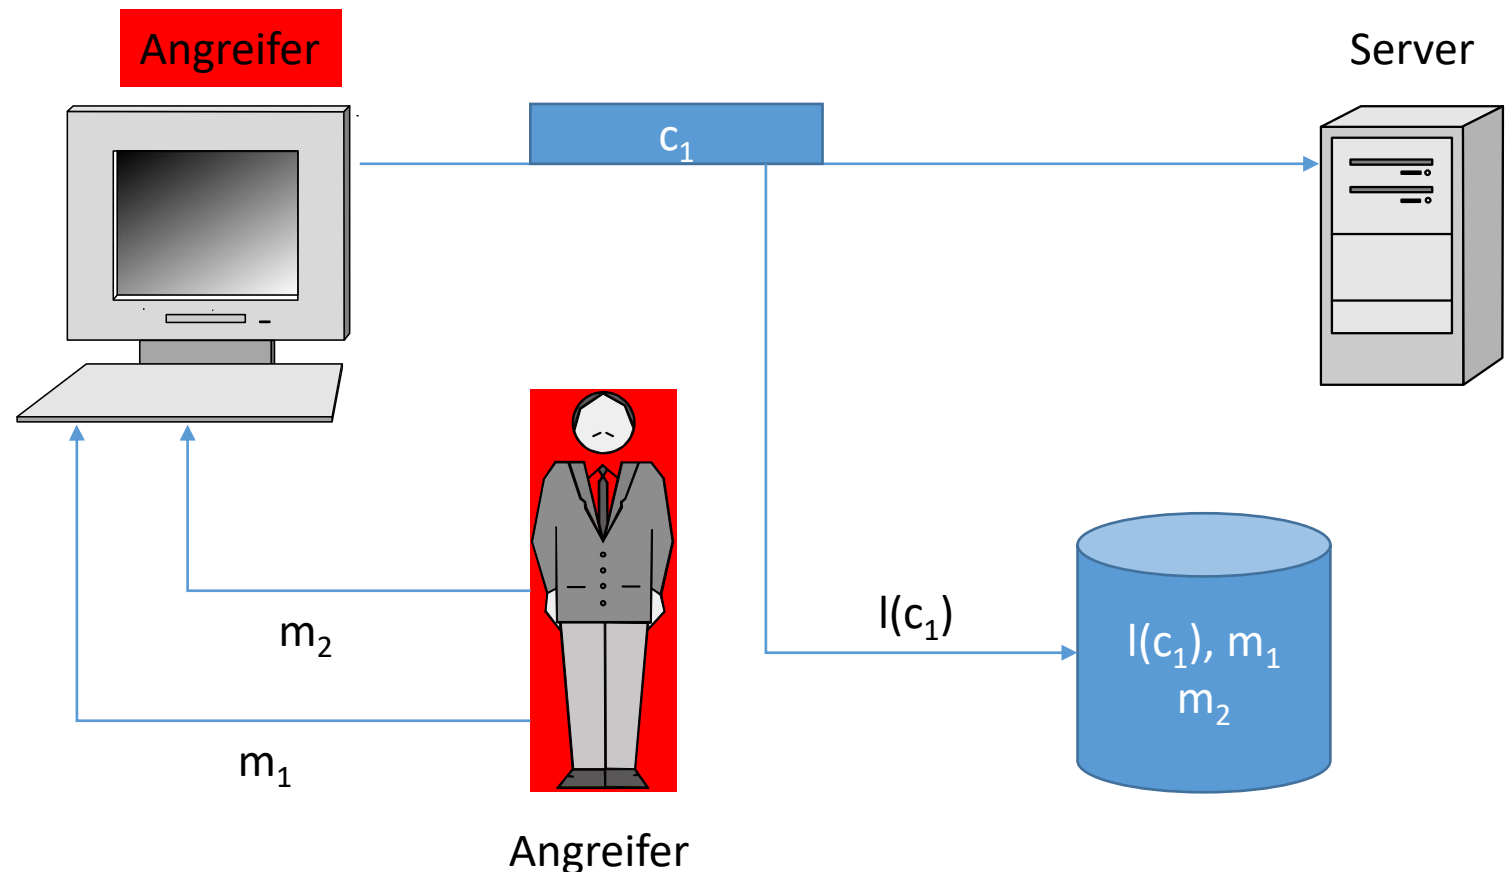 Angreifer
Server
c₁
m₂
l(c₁)
l(c₁), m₁
m₂
m₁
Angreifer